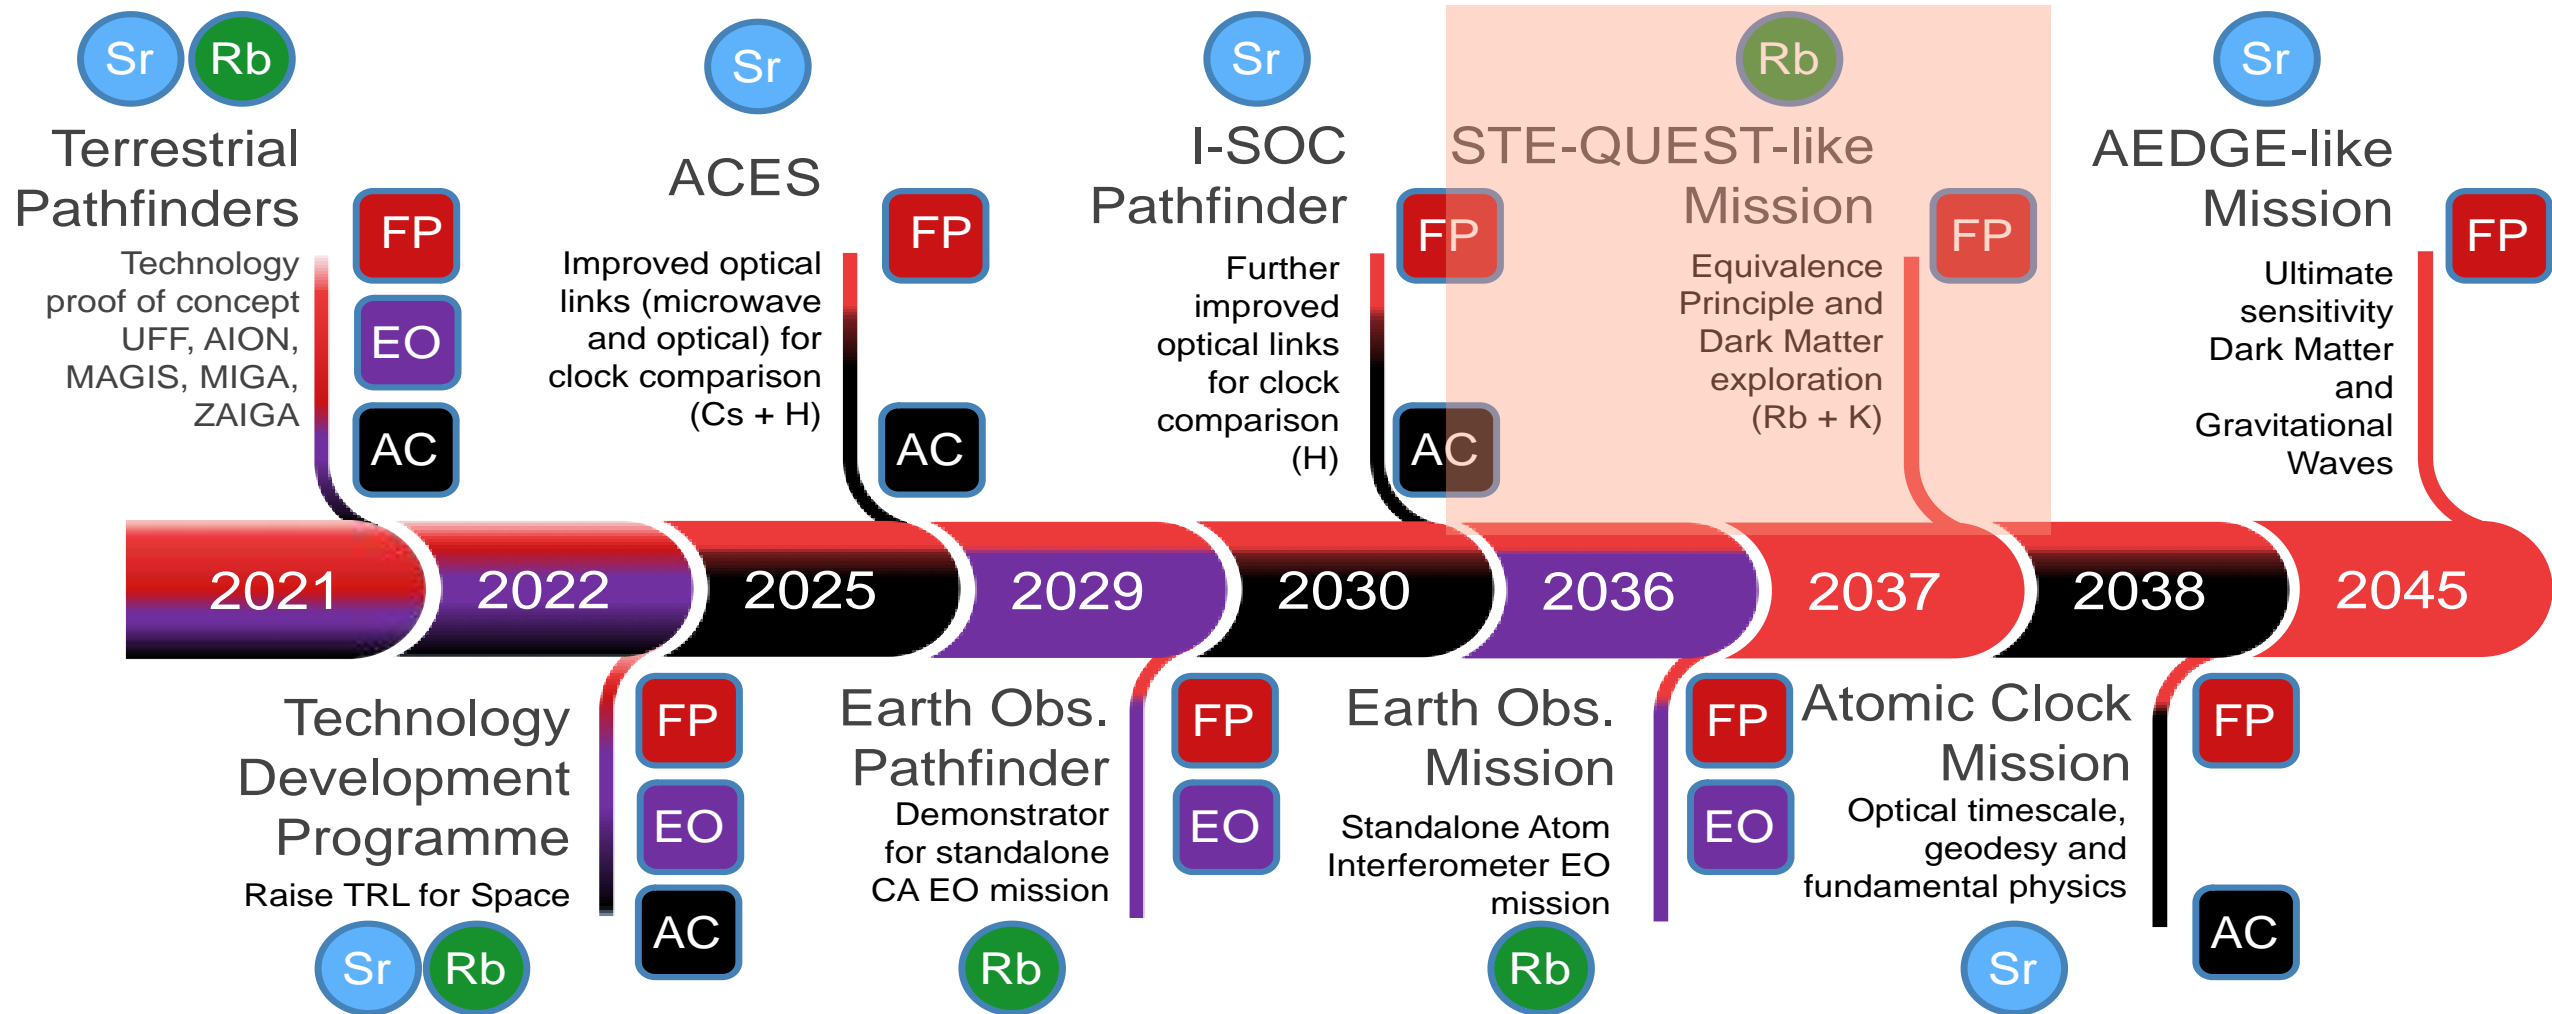 Sr Rb
Terrestrial
Pathfinders
Technology
proof of concept
UFF, AION,
MAGIS, MIGA,
ZAIGA
FP
EO
AC
Sr
ACES
Improved optical
links (microwave
and optical) for
clock comparison
(Cs + H)
FP
AC
Sr
I-SOC
Pathfinder
Further
improved
optical links
for clock
comparison
(H)
FP
AC
Rb
STE-QUEST-like
Mission
Equivalence
Principle and
Dark Matter
exploration
(Rb + K)
FP
Sr
AEDGE-like
Mission
Ultimate
sensitivity
Dark Matter
and
Gravitational
Waves
FP
2021 2022 2025 2029 2030 2036 2037 2038 2045
Technology
Development
Programme
Raise TRL for Space
Sr Rb
FP
EO
AC
Earth Obs.
Pathfinder
Demonstrator
for standalone
CA EO mission
Rb
FP
EO
Earth Obs.
Mission
Standalone Atom
Interferometer EO
mission
Rb
FP
EO
Atomic Clock
Mission
Optical timescale,
geodesy and
fundamental physics
Sr
FP
AC